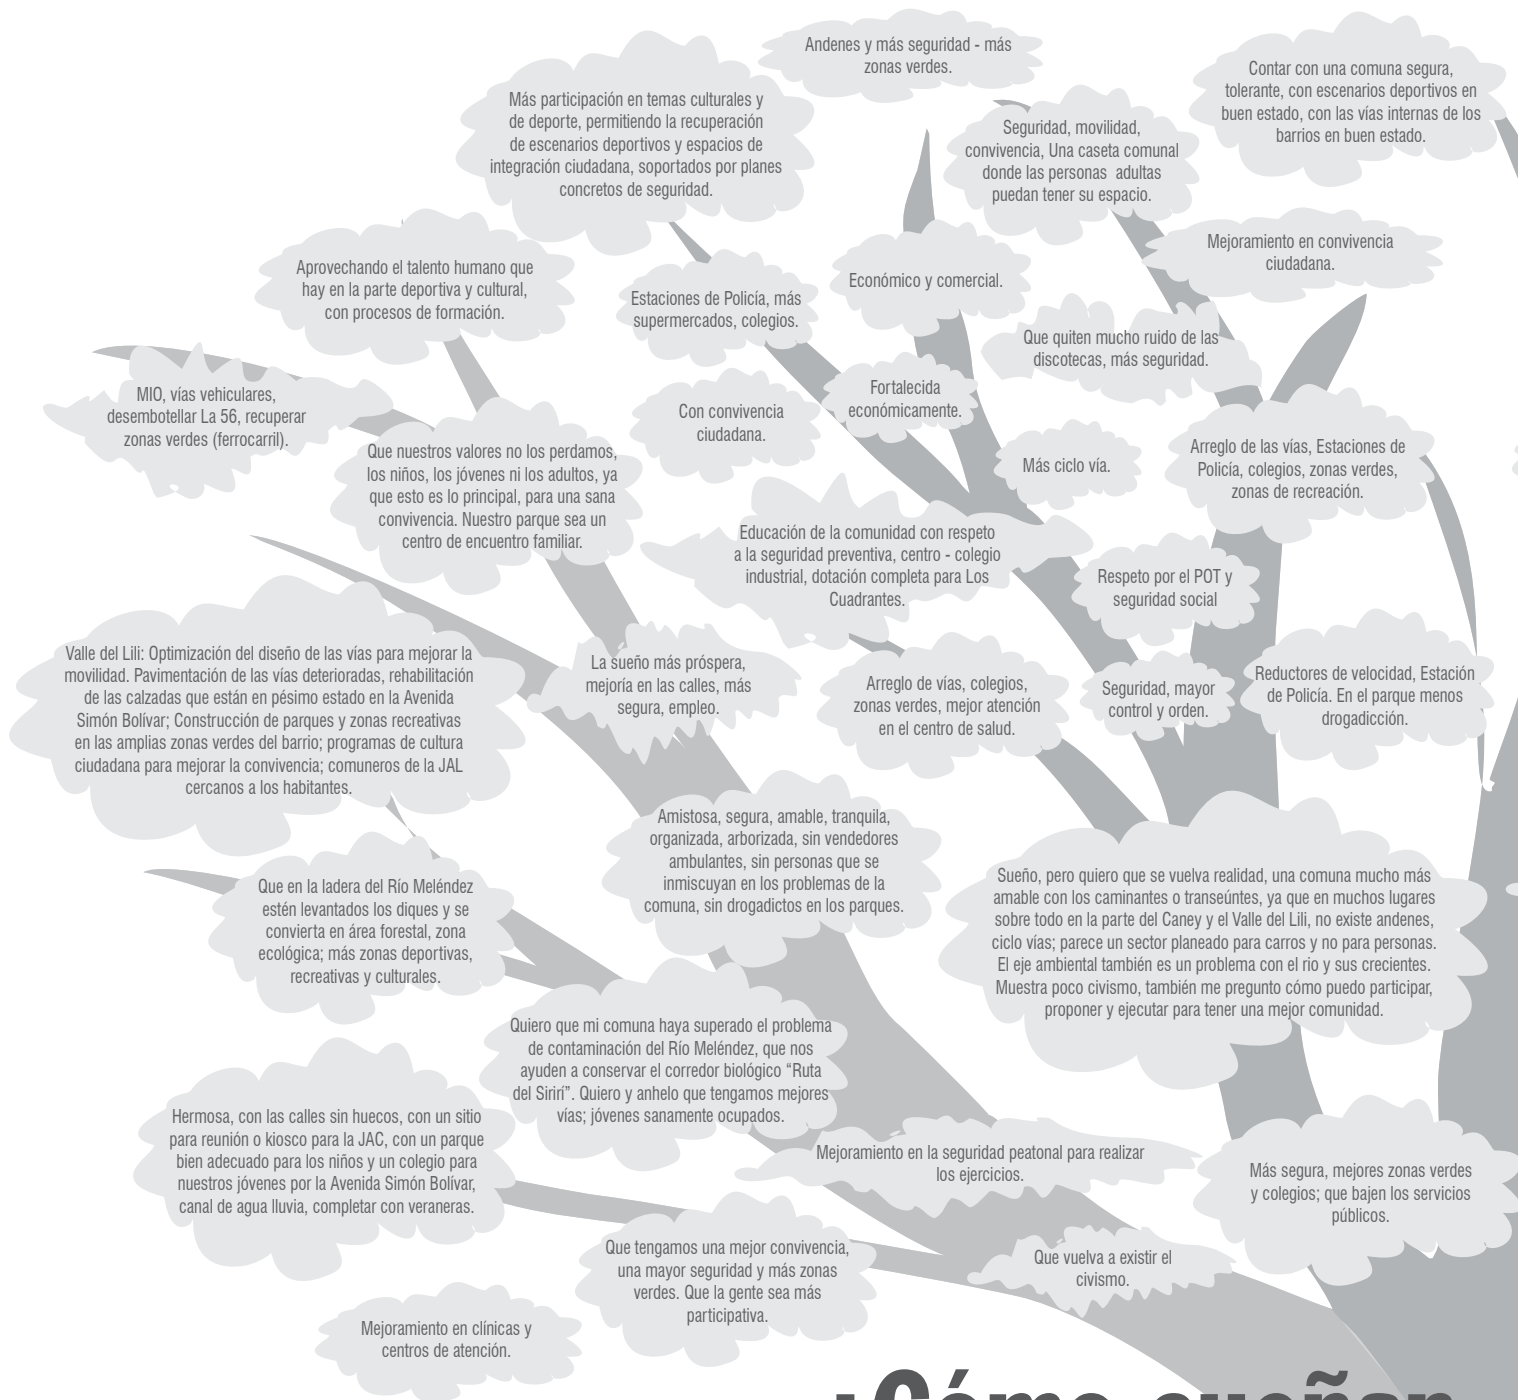 Andenes y más seguridad - más
zonas verdes.
Contar con una comuna segura,
tolerante, con escenarios deportivos en
buen estado, con las vías internas de los
barrios en buen estado.
Más participación en temas culturales y
de deporte, permitiendo la recuperación
de escenarios deportivos y espacios de
integración ciudadana, soportados por planes
concretos de seguridad.
Seguridad, movilidad,
convivencia, Una caseta comunal
donde las personas adultas
puedan tener su espacio.
Mejoramiento en convivencia
ciudadana.
Aprovechando el talento humano que
hay en la parte deportiva y cultural,
con procesos de formación.
Estaciones de Policía, más
supermercados, colegios.
Económico y comercial.
Que quiten mucho ruido de las
discotecas, más seguridad.
MIO, vías vehiculares,
desembotellar La 56, recuperar
zonas verdes (ferrocarril).
Con convivencia
ciudadana.
Fortalecida
económicamente.
Que nuestros valores no los perdamos,
los niños, los jóvenes ni los adultos, ya
que esto es lo principal, para una sana
convivencia. Nuestro parque sea un
centro de encuentro familiar.
Más ciclo vía.
Arreglo de las vías, Estaciones de
Policía, colegios, zonas verdes,
zonas de recreación.
Educación de la comunidad con respeto
a la seguridad preventiva, centro - colegio
industrial, dotación completa para Los
Cuadrantes.
Respeto por el POT y
seguridad social
Valle del Lili: Optimización del diseño de las vías para mejorar la
movilidad. Pavimentación de las vías deterioradas, rehabilitación
de las calzadas que están en pésimo estado en la Avenida
Simón Bolívar; Construcción de parques y zonas recreativas
en las amplias zonas verdes del barrio; programas de cultura
ciudadana para mejorar la convivencia; comuneros de la JAL
cercanos a los habitantes.
La sueño más próspera,
mejoría en las calles, más
segura, empleo.
Arreglo de vías, colegios,
zonas verdes, mejor atención
en el centro de salud.
Seguridad, mayor
control y orden.
Reductores de velocidad, Estación
de Policía. En el parque menos
drogadicción.
Amistosa, segura, amable, tranquila,
organizada, arborizada, sin vendedores
ambulantes, sin personas que se
inmiscuyan en los problemas de la
comuna, sin drogadictos en los parques.
Sueño, pero quiero que se vuelva realidad, una comuna mucho más
amable con los caminantes o transeúntes, ya que en muchos lugares
sobre todo en la parte del Caney y el Valle del Lili, no existe andenes,
ciclo vías; parece un sector planeado para carros y no para personas.
El eje ambiental también es un problema con el rio y sus crecientes.
Muestra poco civismo, también me pregunto cómo puedo participar,
proponer y ejecutar para tener una mejor comunidad.
Que en la ladera del Río Meléndez
estén levantados los diques y se
convierta en área forestal, zona
ecológica; más zonas deportivas,
recreativas y culturales.
Quiero que mi comuna haya superado el problema
de contaminación del Río Meléndez, que nos
ayuden a conservar el corredor biológico “Ruta
del Sirirí”. Quiero y anhelo que tengamos mejores
vías; jóvenes sanamente ocupados.
Hermosa, con las calles sin huecos, con un sitio
para reunión o kiosco para la JAC, con un parque
bien adecuado para los niños y un colegio para
nuestros jóvenes por la Avenida Simón Bolívar,
canal de agua lluvia, completar con veraneras.
Mejoramiento en la seguridad peatonal para realizar
los ejercicios.
Más segura, mejores zonas verdes
y colegios; que bajen los servicios
públicos.
Que tengamos una mejor convivencia,
una mayor seguridad y más zonas
verdes. Que la gente sea más
participativa.
Que vuelva a existir el
civismo.
Mejoramiento en clínicas y
centros de atención.
¿Cómo sueñan